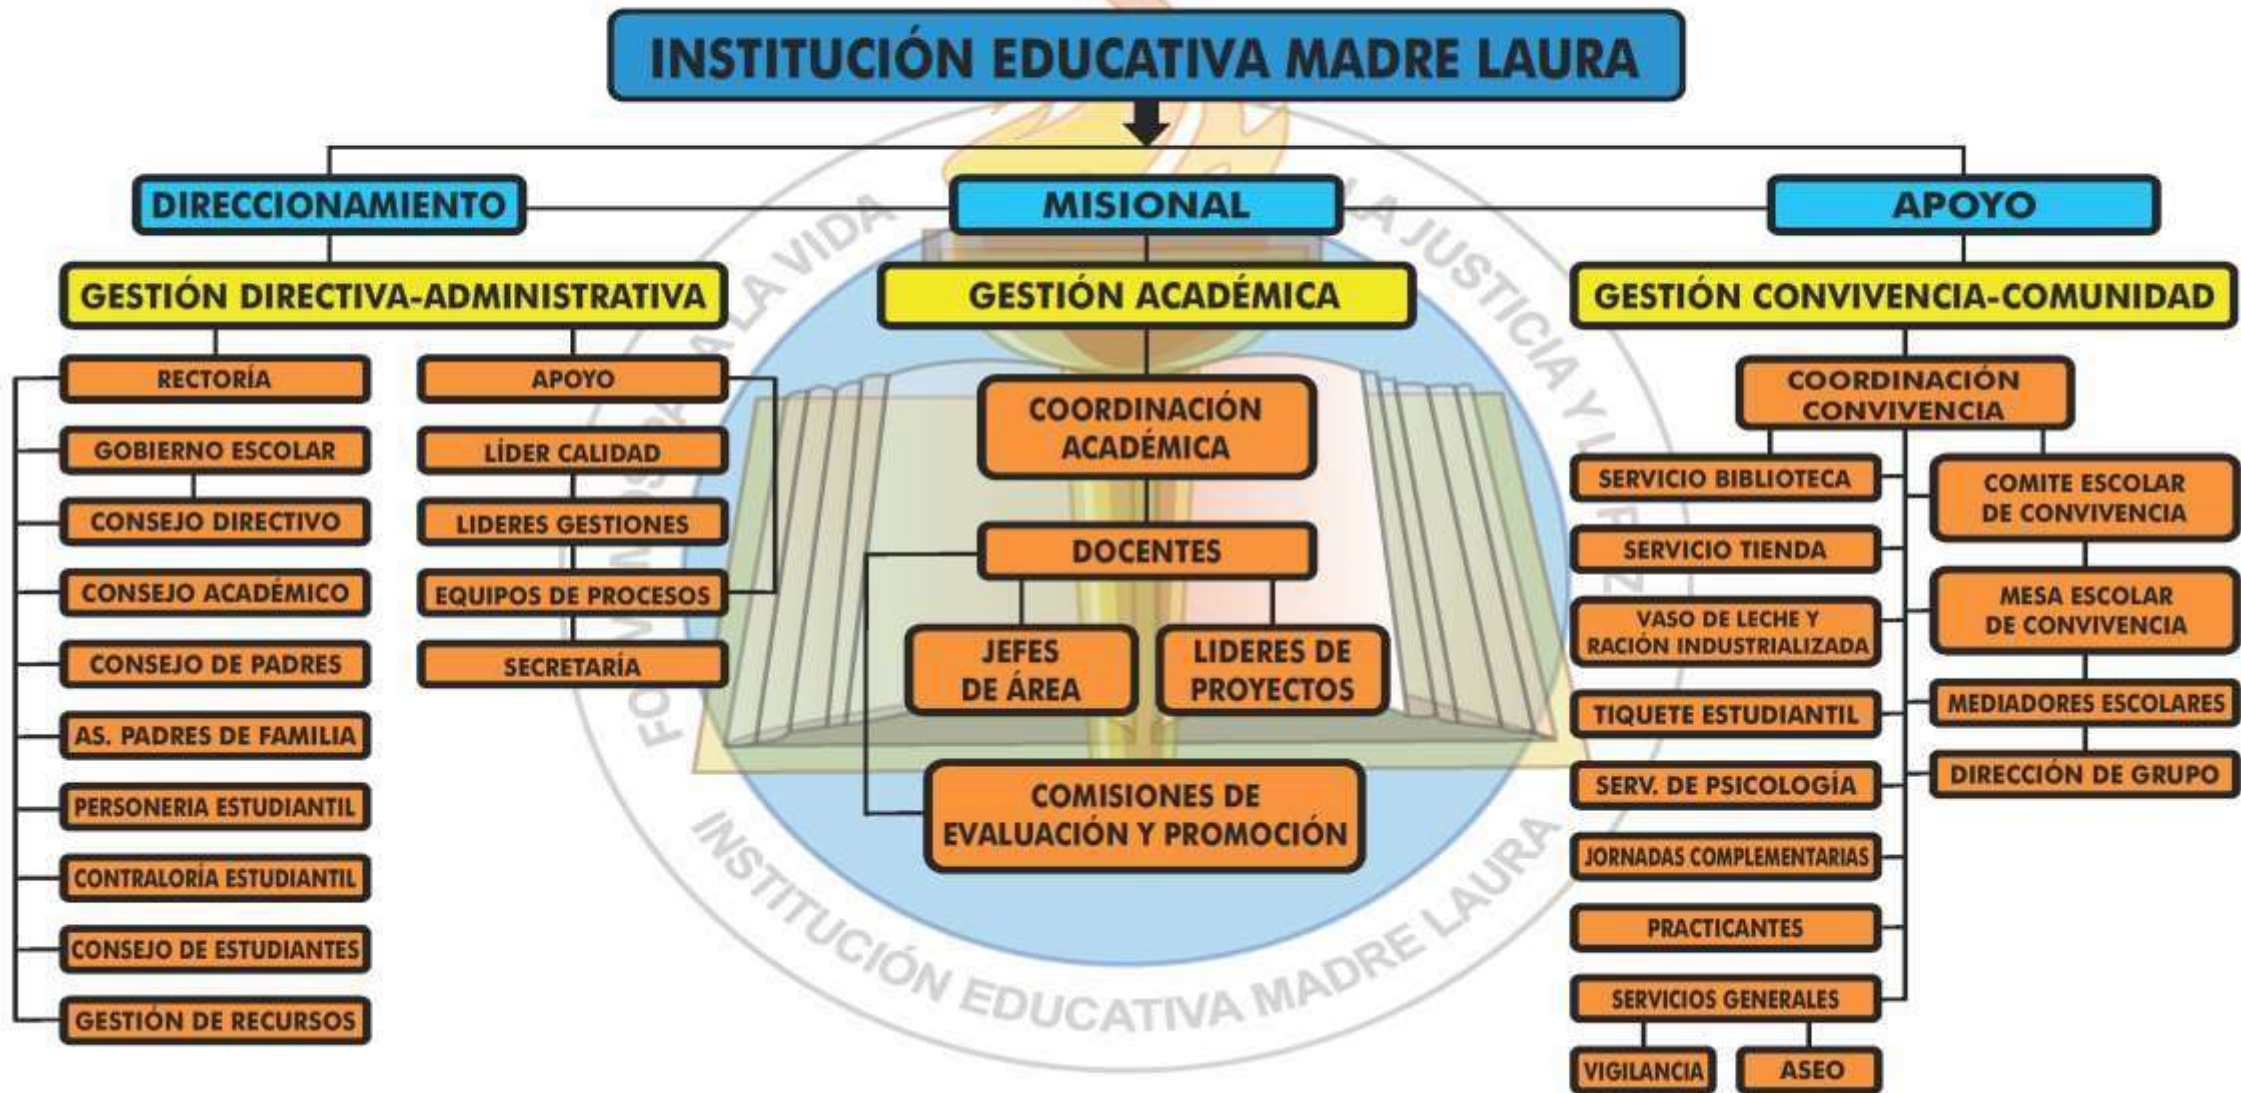 INSTITUCIÓN EDUCATIVA MADRE LAURA
DIRECCIONAMIENTO
MISIONAL
APOYO
GESTIÓN DIRECTIVA-ADMINISTRATIVA
GESTIÓN ACADÉMICA
GESTIÓN CONVIVENCIA-COMUNIDAD
RECTORÍA
GOBIERNO ESCOLAR
CONSEJO DIRECTIVO
CONSEJO ACADÉMICO
CONSEJO DE PADRES
AS. PADRES DE FAMILIA
PERSONERIA ESTUDIANTIL
CONTRALORÍA ESTUDIANTIL
CONSEJO DE ESTUDIANTES
GESTIÓN DE RECURSOS
APOYO
LÍDER CALIDAD
LIDERES GESTIONES
EQUIPOS DE PROCESOS
SECRETARÍA
COORDINACIÓN
ACADÉMICA
DOCENTES
JEFES
DE ÁREA
LIDERES DE
PROYECTOS
COMISIONES DE
EVALUACIÓN Y PROMOCIÓN
COORDINACIÓN
CONVIVENCIA
SERVICIO BIBLIOTECA
SERVICIO TIENDA
VASO DE LECHE Y
RACIÓN INDUSTRIALIZADA
TIQUETE ESTUDIANTIL
SERV. DE PSICOLOGÍA
JORNADAS COMPLEMENTARIAS
PRACTICANTES
SERVICIOS GENERALES
VIGILANCIA
ASEO
COMITE ESCOLAR
DE CONVIVENCIA
MESA ESCOLAR
DE CONVIVENCIA
MEDIADORES ESCOLARES
DIRECCIÓN DE GRUPO
LA VIDA
LA JUSTICIA Y
INSTITUCIÓN EDUCATIVA MADRE LAURA